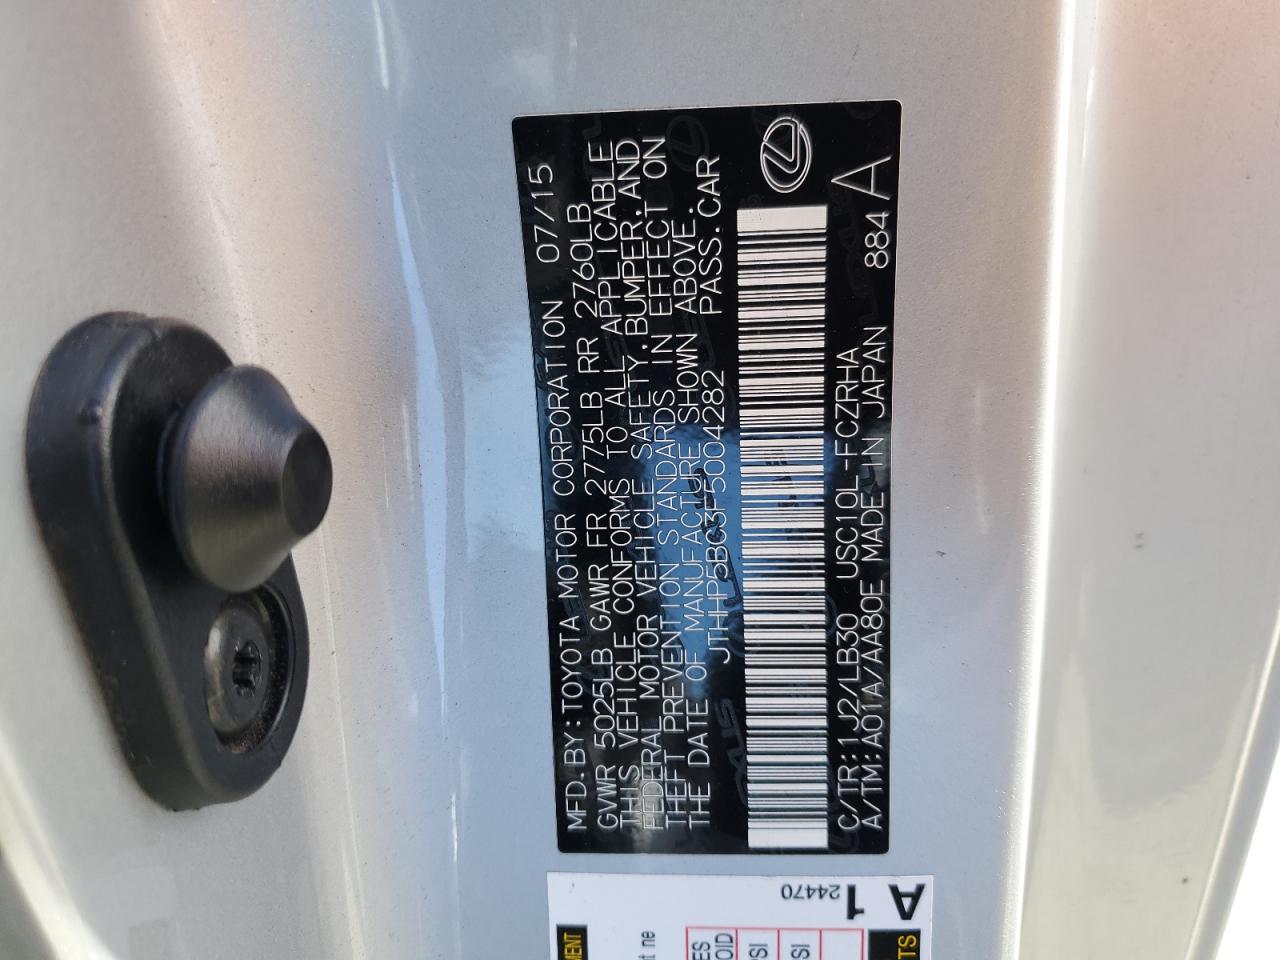 MFD.BY:TOYOTA MOTOR CORPORATION 07/15
GVWR 5025LB GAWR FR 2775LB RR 2760LB
THIS VEHICLE CONFORMS TO ALL APPLICABLE
FEDERAL MOTOR VEHICLE SAFETY,BUMPER,AND
THEFT PREVENTION STANDARDS IN EFFECT ON
THE DATE OF MANUFACTURE SHOWN ABOVE.
JTHHP5BC3F5004282 PASS.CAR
C/TR:1J2/LB30 USC10L-FCZRHA 884
A/TM:A01A/AA80E MADE IN JAPAN A
24470
1
A